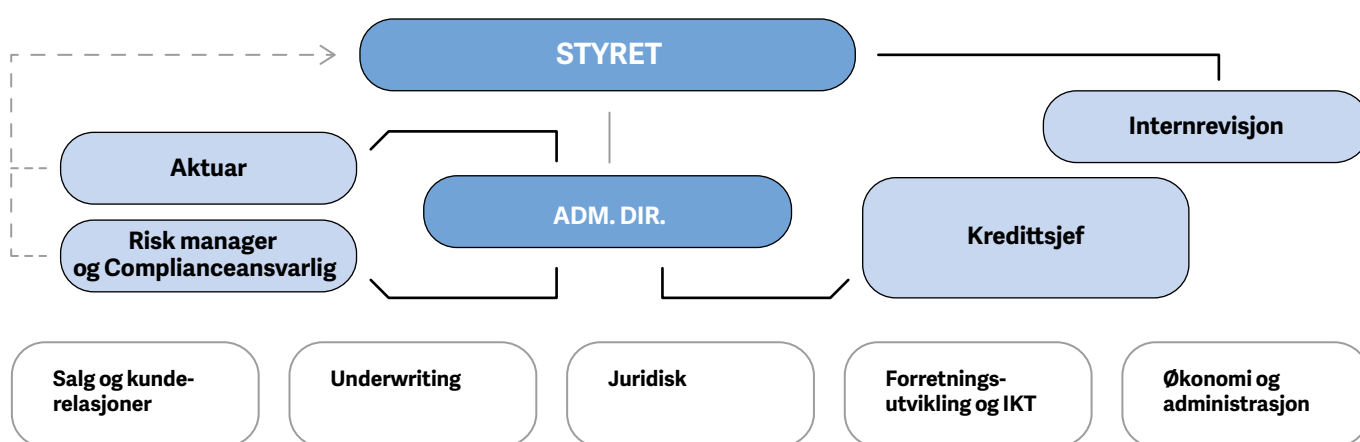 STYRET
Internrevisjon
Aktuar
ADM. DIR.
Kredittsjef
Risk manager
og Complianceansvarlig
Salg og kunde-
relasjoner
Underwriting
Juridisk
Forretnings-
utvikling og IKT
Økonomi og
administrasjon